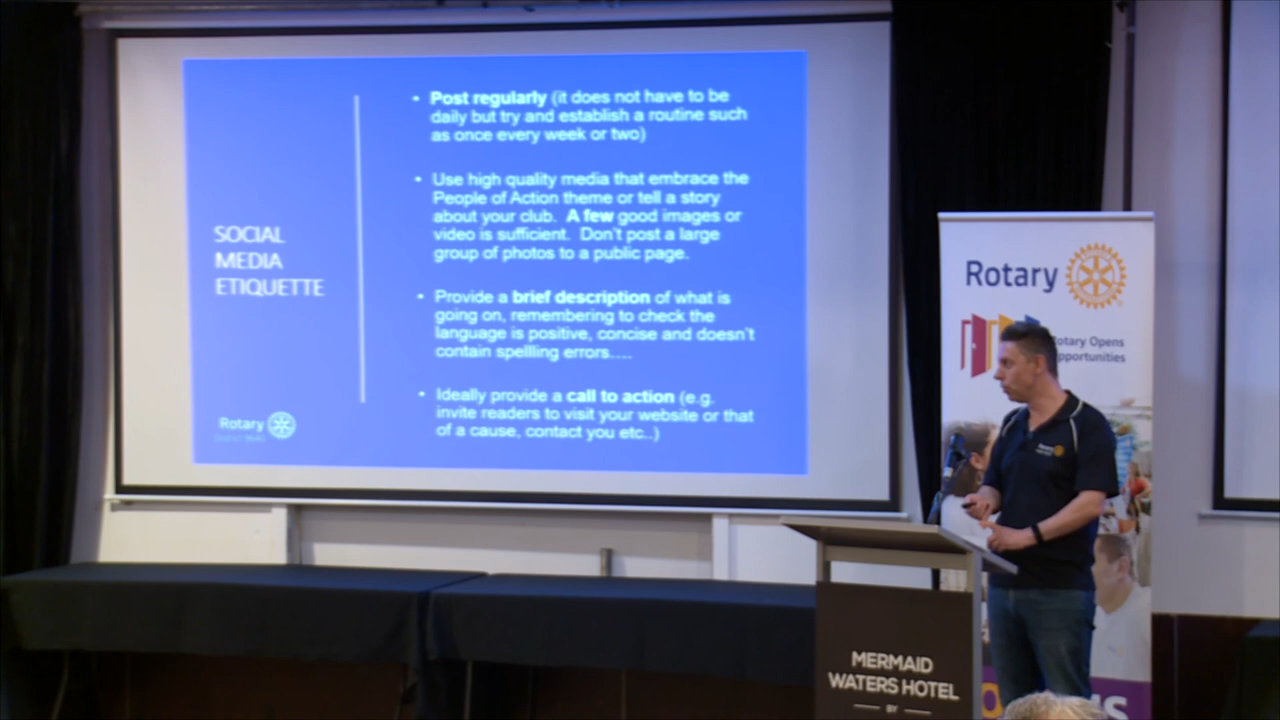 SOCIAL
MEDIA
ETIQUETTE
• Post regularly (it does not have to be
daily but try and establish a routine such
as once every week or two)
• Use high quality media that embrace the
People of Action theme or tell a story
about your club. A few good images or
video is sufficient. Don't post a large
group of photos to a public page.
• Provide a brief description of what is
going on, remembering to check the
language is positive, concise and doesn't
contain spellling errors....
• Ideally provide a call to action (e.g.
invite readers to visit your website or that
of a cause, contact you etc..)
Rotary
Rotary
Rotary Opens
Opportunities
Rotary
MERMAID
WATERS HOTEL
BY